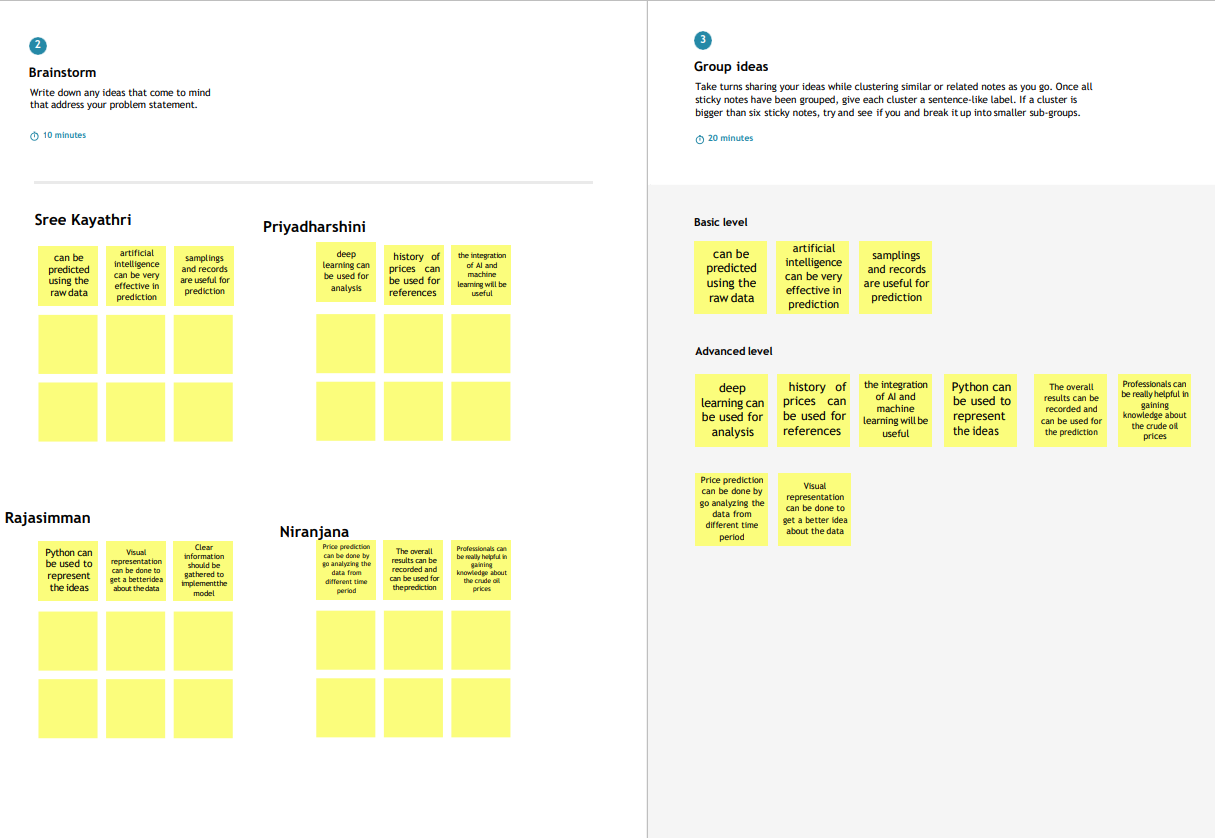 2
Brainstorm
Write down any ideas that come to mind
that address your problem statement.
10 minutes
Sree Kayathri
can be
predicted
using the
raw data
artificial
intelligence
can be very
effective in
prediction
samplings
and records
are useful for
prediction
Priyadharshini
deep
learning can
be used for
analysis
history of
prices can
be used for
references
the integration
of AI and
machine
learning will be
useful
Rajasimman
Python can
be used to
represent
the ideas
Visual
representation
can be done to
get a betteridea
about the data
Clear
information
should be
gathered to
implementthe
model
Niranjana
Price prediction
can be done by
go analyzing the
data from
different time
period
The overall
results can be
recorded and
can be used for
the prediction
Professionals can
be really helpful in
gaining
knowledge about
the crude oil
prices
3
Group ideas
Take turns sharing your ideas while clustering similar or related notes as you go. Once all
sticky notes have been grouped, give each cluster a sentence-like label. If a cluster is
bigger than six sticky notes, try and see if you and break it up into smaller sub-groups.
20 minutes
Basic level
can be
predicted
using the
raw data
artificial
intelligence
can be very
effective in
prediction
samplings
and records
are useful for
prediction
Advanced level
deep
learning can
be used for
analysis
history of
prices can
be used for
references
the integration
of AI and
machine
learning will be
useful
Python can
be used to
represent
the ideas
The overall
results can be
recorded and
can be used for
the prediction
Professionals can
be really helpful in
gaining
knowledge about
the crude oil
prices
Price prediction
can be done by
go analyzing the
data from
different time
period
Visual
representation
can be done to
get a better idea
about the data